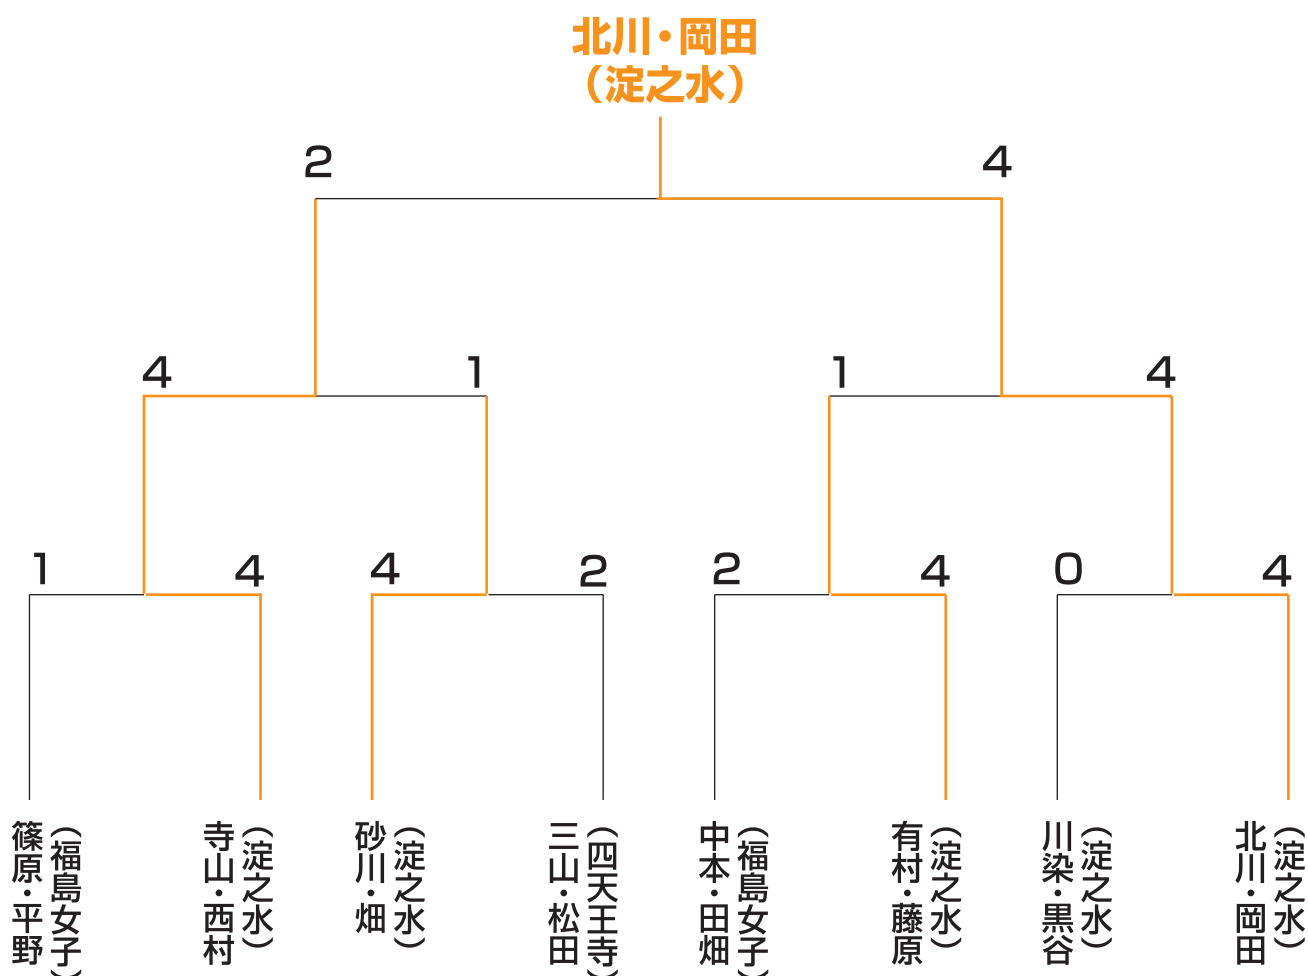 北川・岡田
（淀之水）
2
4
4
1
1
4
1
4
4
2
2
4
0
4
篠原・平野
（福島女子）
寺山・西村
（淀之水）
砂川・畑
（淀之水）
三山・松田
（四天王寺）
中本・田畑
（福島女子）
有村・藤原
（淀之水）
川染・黒谷
（淀之水）
北川・岡田
（淀之水）